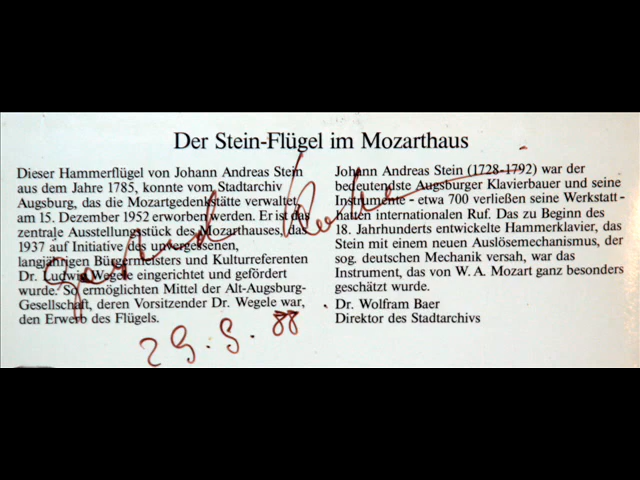 Der Stein-Flügel im Mozarthaus
Dieser Hammerflügel von Johann Andreas Stein
aus dem Jahre 1785, konnte vom Stadtarchiv
Augsburg, das die Mozartgedenkstätte verwaltet,
am 15. Dezember 1952 erworben werden. Er ist das
zentrale Ausstellungsstück des Mozarthauses, das
1937 auf Initiative des unvergessenen,
langjährigen Bürgermeisters und Kulturreferenten
Dr. Ludwig Wegele eingerichtet und gefördert
wurde. So ermöglichten Mittel der Alt-Augsburg-
Gesellschaft, deren Vorsitzender Dr. Wegele war,
den Erwerb des Flügels.
Johann Andreas Stein (1728-1792) war der
bedeutendste Augsburger Klavierbauer und seine
Instrumente - etwa 700 verließen seine Werkstatt -
hatten internationalen Ruf. Das zu Beginn des
18. Jahrhunderts entwickelte Hammerklavier, das
Stein mit einem neuen Auslösemechanismus, der
sog. deutschen Mechanik versah, war das
Instrument, das von W. A. Mozart ganz besonders
geschätzt wurde.
Dr. Wolfram Baer
Direktor des Stadtarchivs
29.9.88